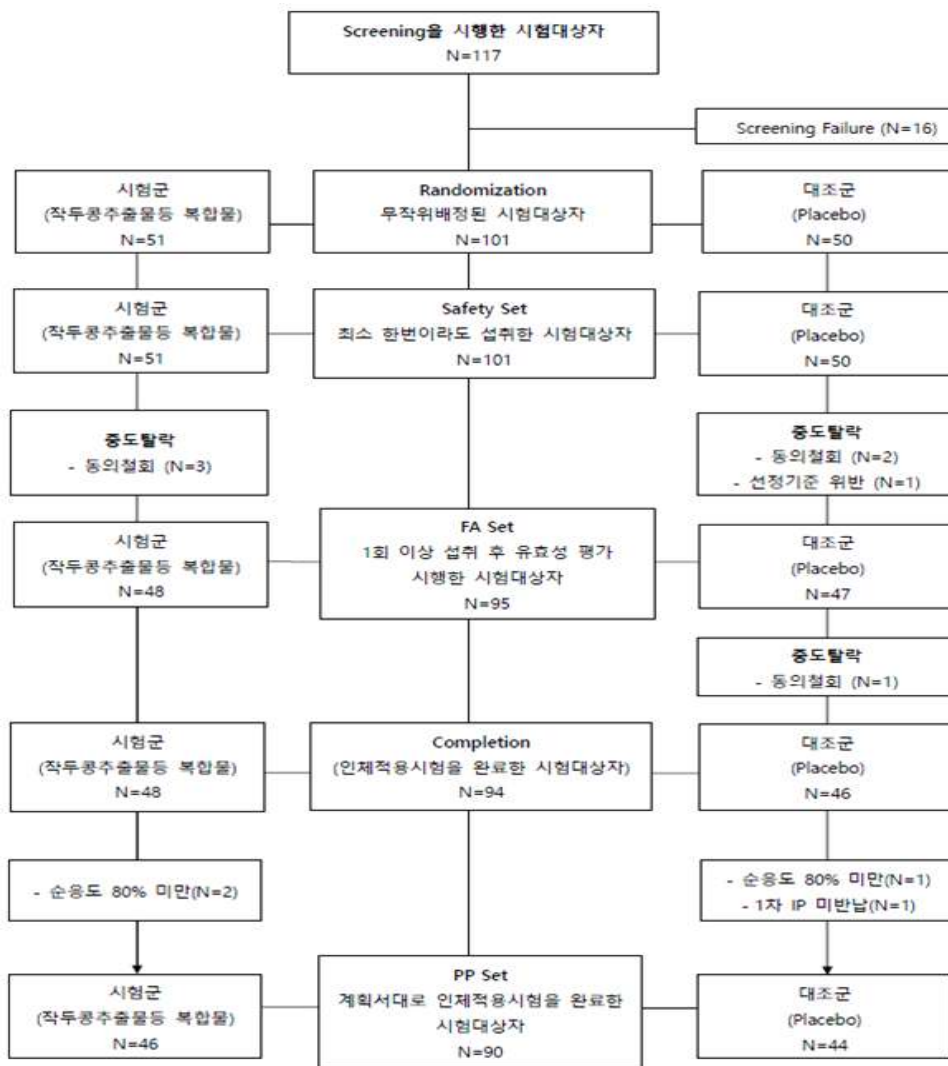 Screening을 시행한 시험대상자
N=117
Screening Failure (N=16)
시험군
(작두콩추출물등 복합물)
N=51
Randomization
무작위배정된 시험대상자
N=101
대조군
(Placebo)
N=50
시험군
(작두콩추출물등 복합물)
N=51
Safety Set
최소 한번이라도 섭취한 시험대상자
N=101
대조군
(Placebo)
N=50
중도탈락
- 동의철회 (N=3)
중도탈락
- 동의철회 (N=2)
- 선정기준 위반 (N=1)
시험군
(작두콩추출물등 복합물)
N=48
FA Set
1회 이상 섭취 후 유효성 평가
시행한 시험대상자
N=95
대조군
(Placebo)
N=47
중도탈락
- 동의철회 (N=1)
시험군
(작두콩추출물등 복합물)
N=48
Completion
(인체적용시험을 완료한 시험대상자)
N=94
대조군
(Placebo)
N=46
- 순응도 80% 미만(N=2)
- 순응도 80% 미만(N=1)
- 1차 IP 미반납(N=1)
시험군
(작두콩추출물등 복합물)
N=46
PP Set
계획서대로 인체적용시험을 완료한
시험대상자
N=90
대조군
(Placebo)
N=44